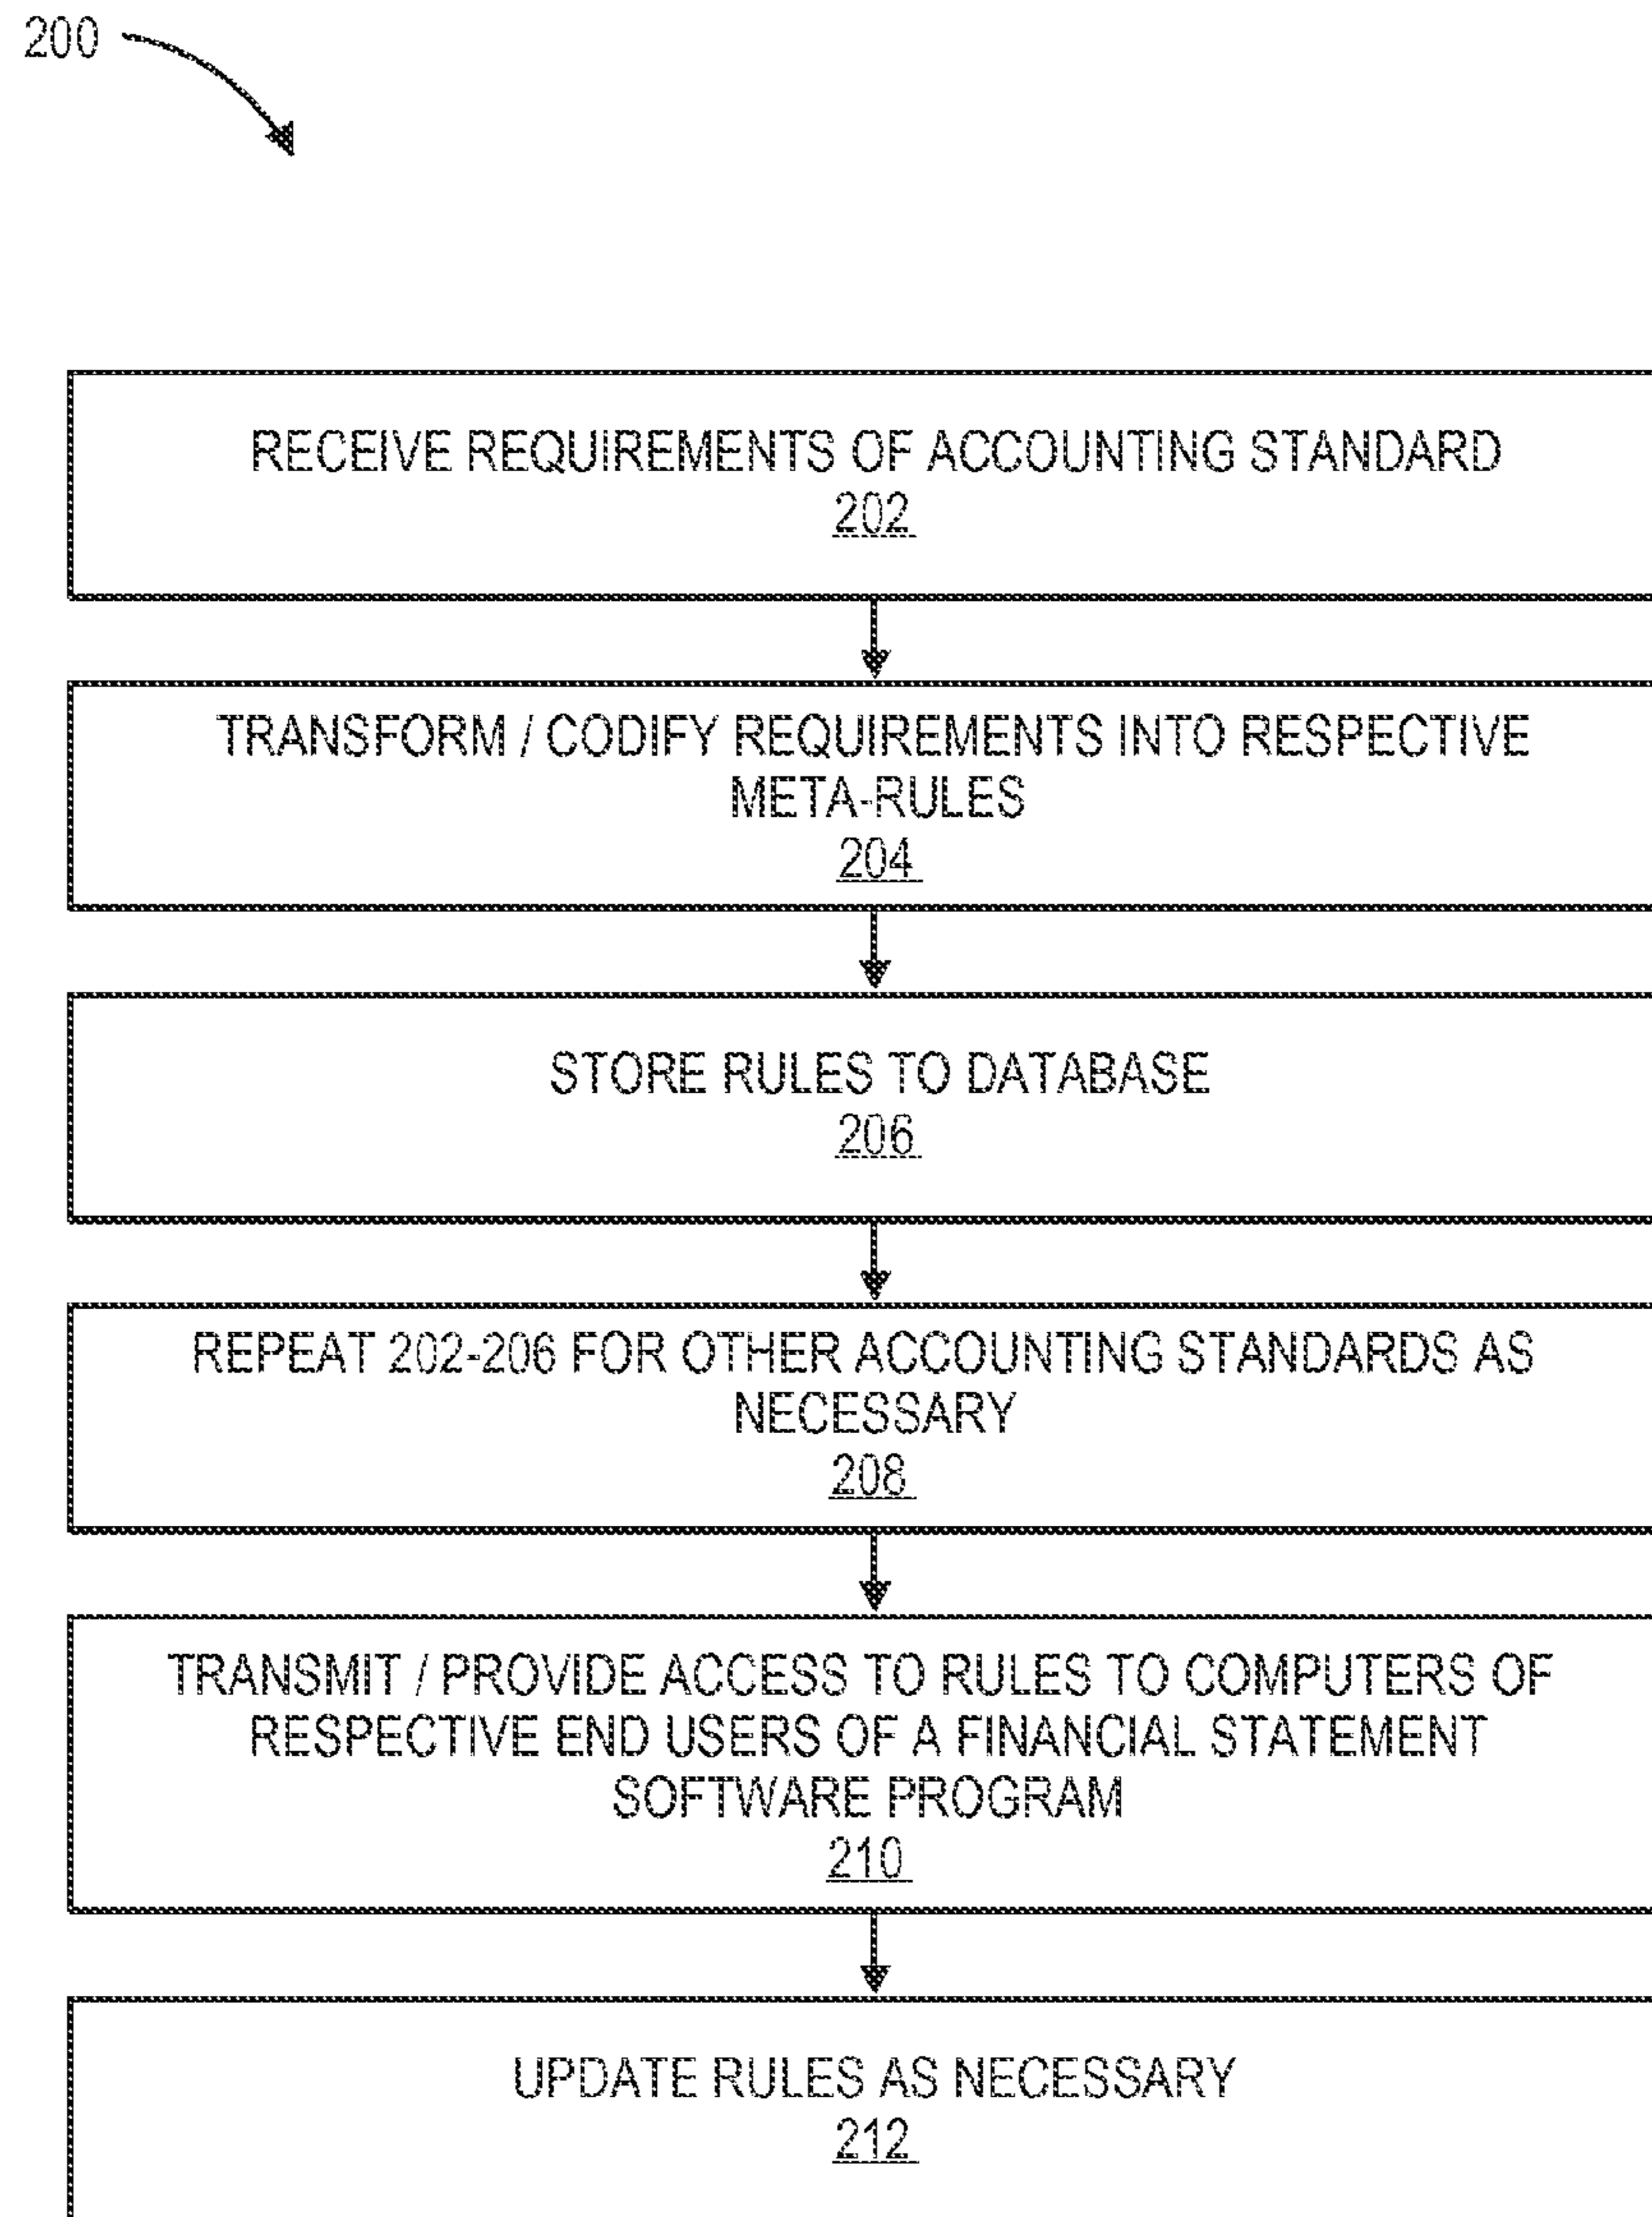 200
RECEIVE REQUIREMENTS OF ACCOUNTING STANDARD
202
TRANSFORM / CODIFY REQUIREMENTS INTO RESPECTIVE
META-RULES
204
STORE RULES TO DATABASE
206
REPEAT 202-206 FOR OTHER ACCOUNTING STANDARDS AS
NECESSARY
208
TRANSMIT / PROVIDE ACCESS TO RULES TO COMPUTERS OF
RESPECTIVE END USERS OF A FINANCIAL STATEMENT
SOFTWARE PROGRAM
210
UPDATE RULES AS NECESSARY
212